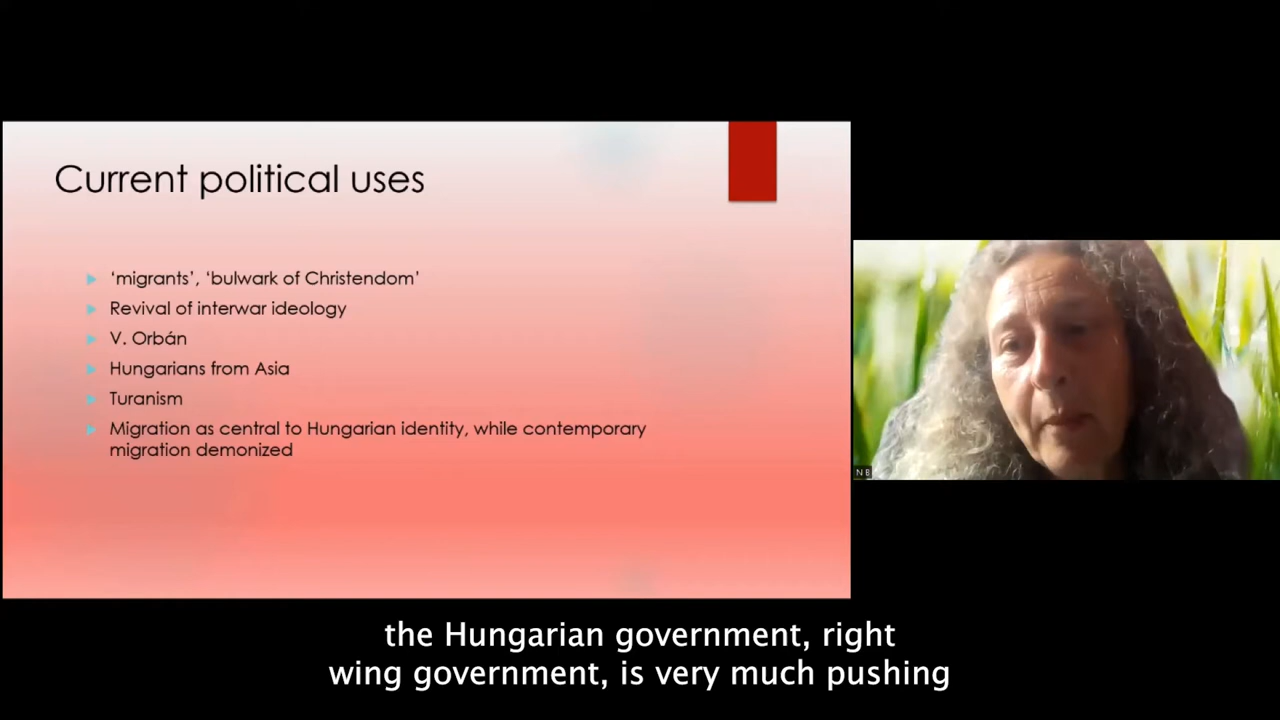 Current political uses
‘migrants’, ‘bulwark of Christendom’
Revival of interwar ideology
V. Orbán
Hungarians from Asia
Turanism
Migration as central to Hungarian identity, while contemporary
migration demonized
N B
the Hungarian government, right
wing government, is very much pushing